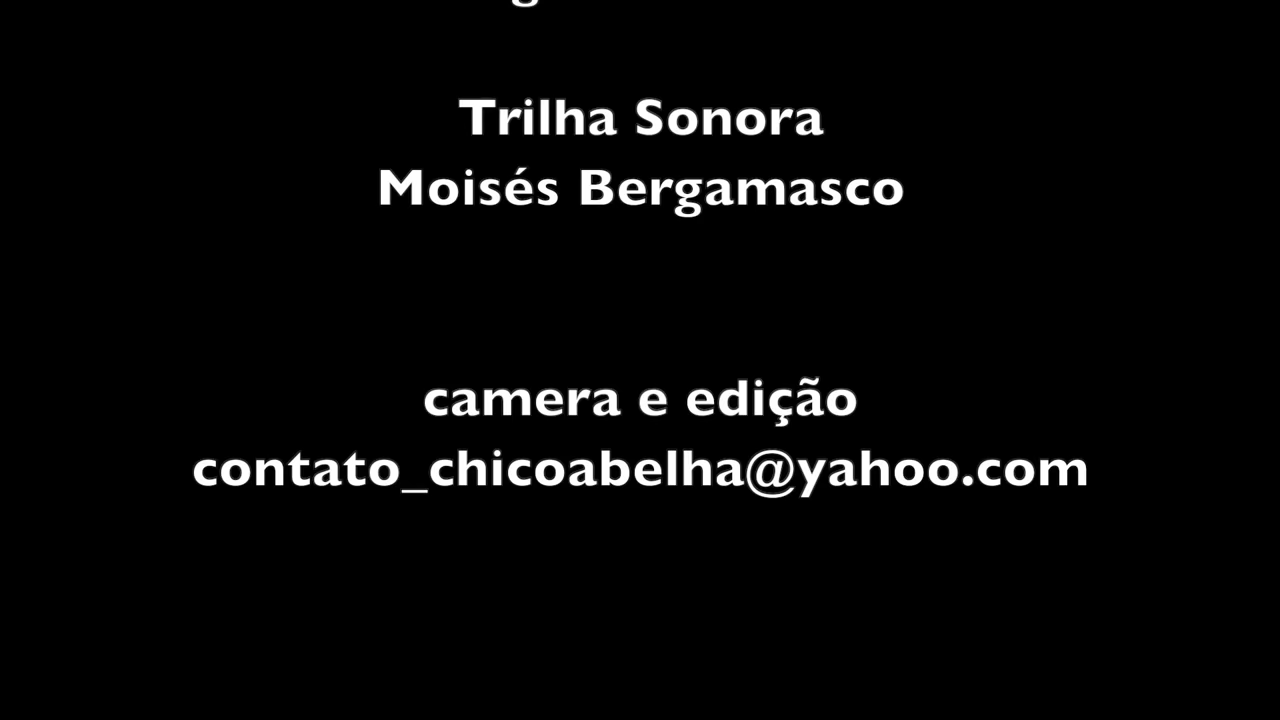 Trilha Sonora
Moisés Bergamasco
camera e edição
contato_chicoabelha@yahoo.com